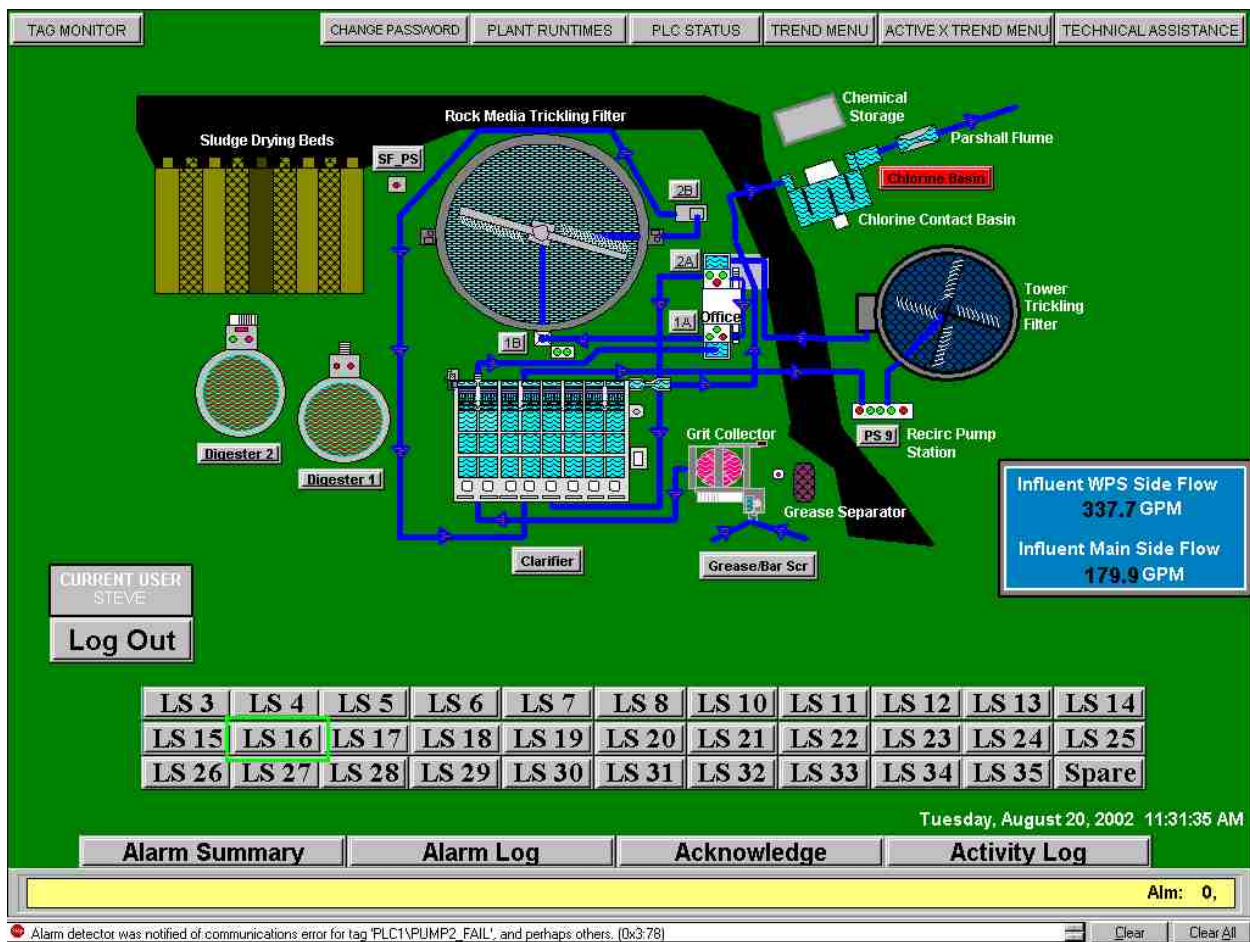 TAG MONITOR
CHANGE PASSWORD
PLANT RUNTIMES
PLC STATUS
TREND MENU
ACTIVE X TREND MENU
TECHNICAL ASSISTANCE
Chemical
Storage
Rock Media Trickling Filter
Parshall Flume
Sludge Drying Beds
SF_PS
Chlorine Basin
2B
Chlorine Contact Basin
2A
Tower
Trickling
Filter
1A
Office
1B
Grit Collector
PS 9
Recirc Pump
Station
Digester 2
Digester 1
Grease Separator
Influent WPS Side Flow
337.7 GPM
Influent Main Side Flow
179.9 GPM
Clarifier
Grease/Bar Scr
CURRENT USER
STEVE
Log Out
LS 3 LS 4 LS 5 LS 6 LS 7 LS 8 LS 10 LS 11 LS 12 LS 13 LS 14
LS 15 LS 16 LS 17 LS 18 LS 19 LS 20 LS 21 LS 22 LS 23 LS 24 LS 25
LS 26 LS 27 LS 28 LS 29 LS 30 LS 31 LS 32 LS 33 LS 34 LS 35 Spare
Tuesday, August 20, 2002 11:31:35 AM
Alarm Summary
Alarm Log
Acknowledge
Activity Log
Alm: 0,
Alarm detector was notified of communications error for tag 'PLC1\PUMP2_FAIL', and perhaps others. (0x3:78)
Clear
Clear All